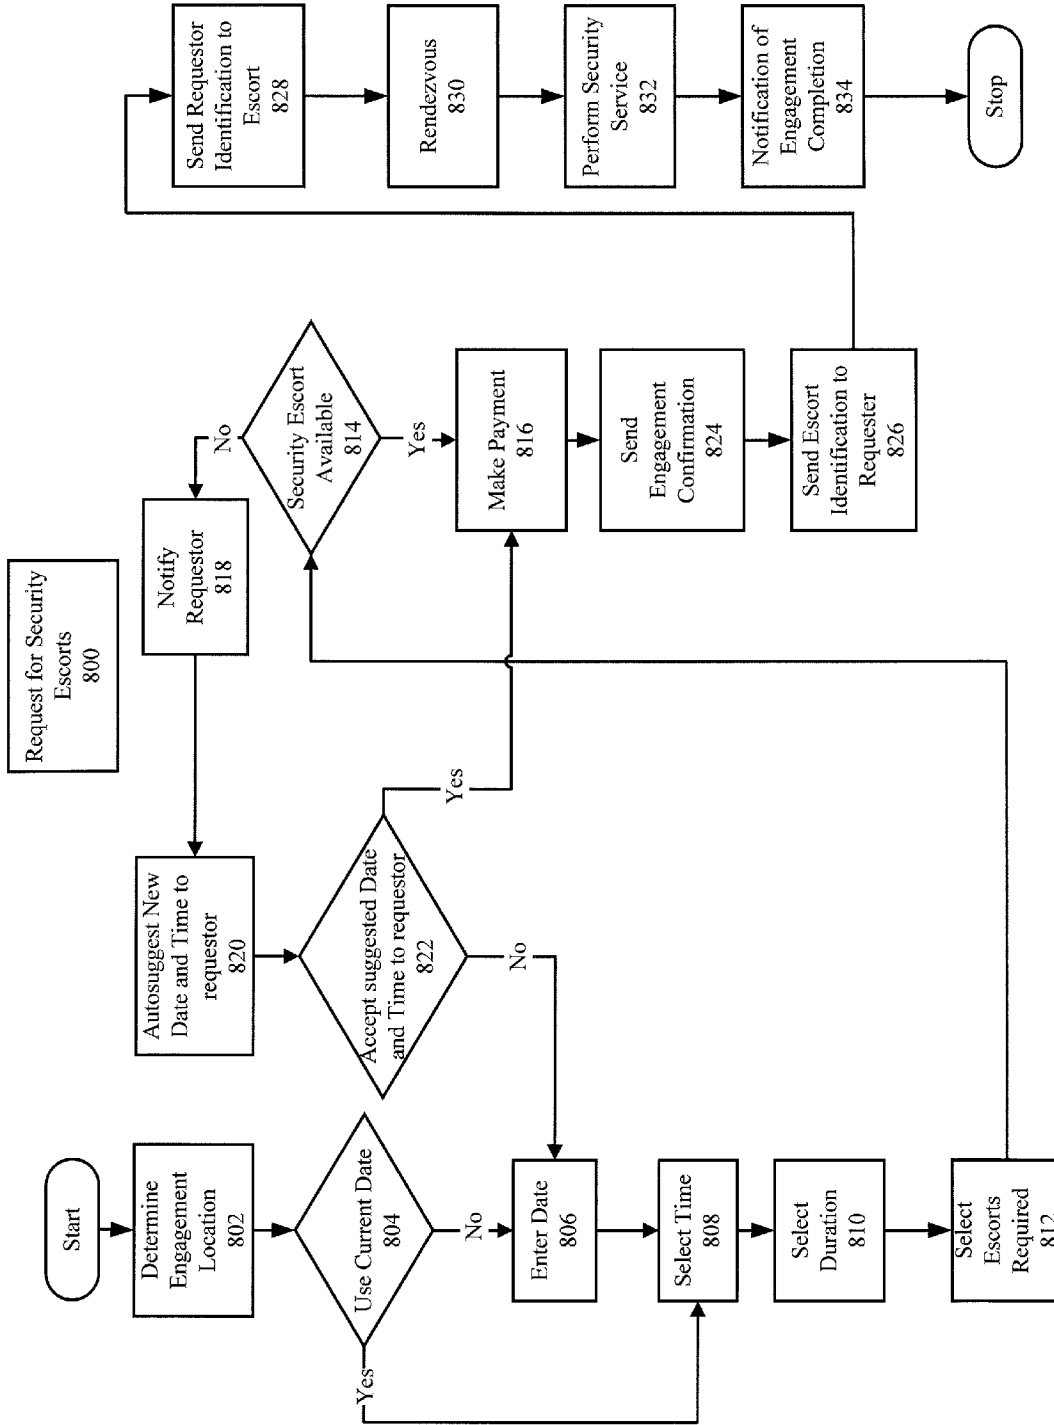 Request for Security
Escorts
800
Start
Determine
Engagement
Location
802
Use Current Date
804
Yes
No
Enter Date
806
Select Time
808
Select
Duration
810
Select
Escorts
Required
812
Security Escort
Available
814
No
Yes
Notify
Requestor
818
Autosuggest New
Date and Time to
requestor
820
Accept suggested Date
and Time to requestor
822
Yes
No
Make Payment
816
Send
Engagement
Confirmation
824
Send Escort
Identification to
Requester
826
Send Requestor
Identification to
Escort
828
Rendezvous
830
Perform Security
Service
832
Notification of
Engagement
Completion
834
Stop